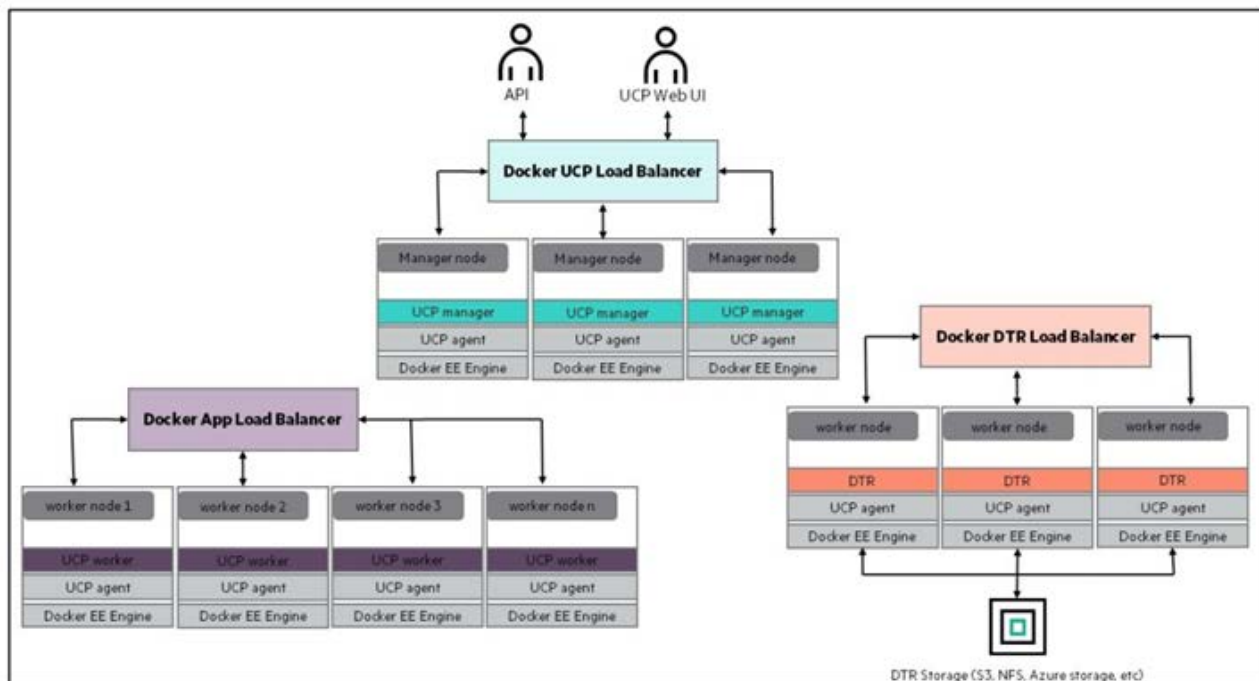 API
UCP Web UI
Docker UCP Load Balancer
Manager node
Manager node
Manager node
UCP manager
UCP manager
UCP manager
UCP agent
UCP agent
UCP agent
Docker EE Engine
Docker EE Engine
Docker EE Engine
Docker DTR Load Balancer
worker node
worker node
worker node
DTR
DTR
DTR
UCP agent
UCP agent
UCP agent
Docker EE Engine
Docker EE Engine
Docker EE Engine
DTR Storage (S3, NFS, Azure storage, etc)
Docker App Load Balancer
worker node 1
worker node 2
worker node 3
worker node n
UCP worker
UCP worker
UCP worker
UCP worker
UCP agent
UCP agent
UCP agent
UCP agent
Docker EE Engine
Docker EE Engine
Docker EE Engine
Docker EE Engine